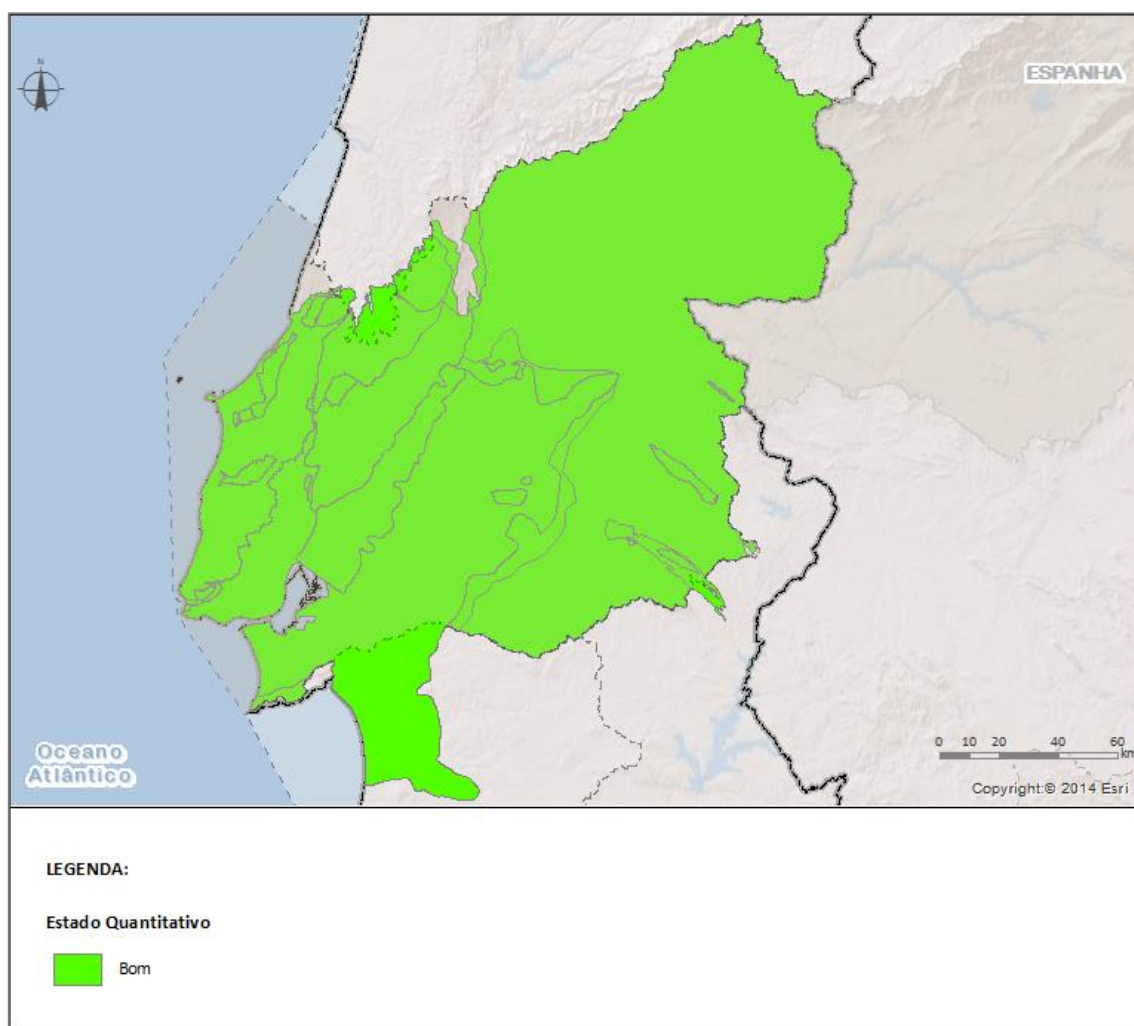 N
ESPANHA
Oceano
Atlântico
0 10 20 40 60
km
Copyright:© 2014 Esri
LEGENDA:
Estado Quantitativo
Bom